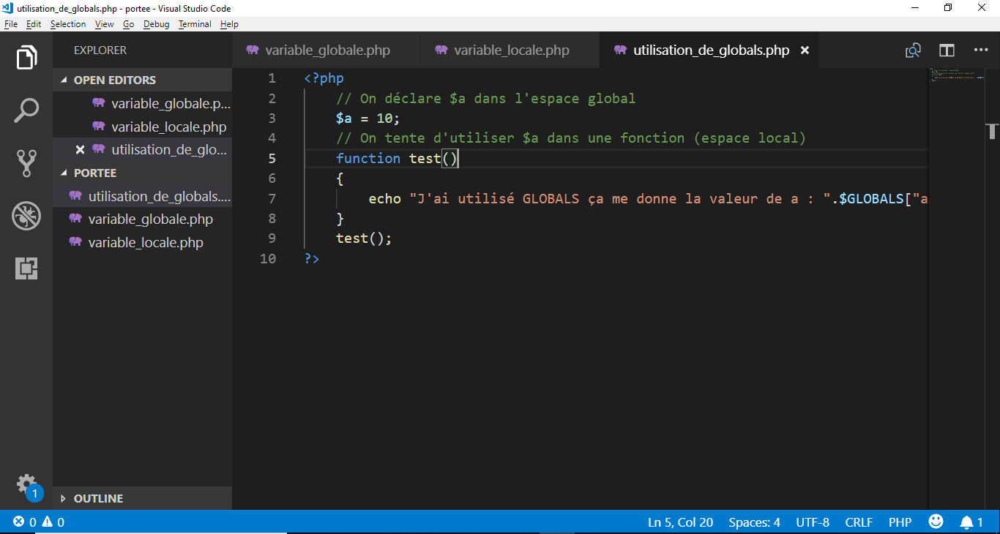 utilisation_de_globals.php - portee - Visual Studio Code
File Edit Selection View Go Debug Terminal Help
EXPLORER
variable_globale.php variable_locale.php utilisation_de_globals.php
OPEN EDITORS
variable_globale.p...
variable_locale.php
utilisation_de_glo...
PORTEE
utilisation_de_globals....
variable_globale.php
variable_locale.php
OUTLINE
1
1 <?php
2 // On déclare $a dans l'espace global
3 $a = 10;
4 // On tente d'utiliser $a dans une fonction (espace local)
5 function test()
6 {
7 echo "J'ai utilisé GLOBALS ça me donne la valeur de a : ".$GLOBALS["a
8 }
9 test();
10 ?>
0 0 Ln 5, Col 20 Spaces: 4 UTF-8 CRLF PHP 1